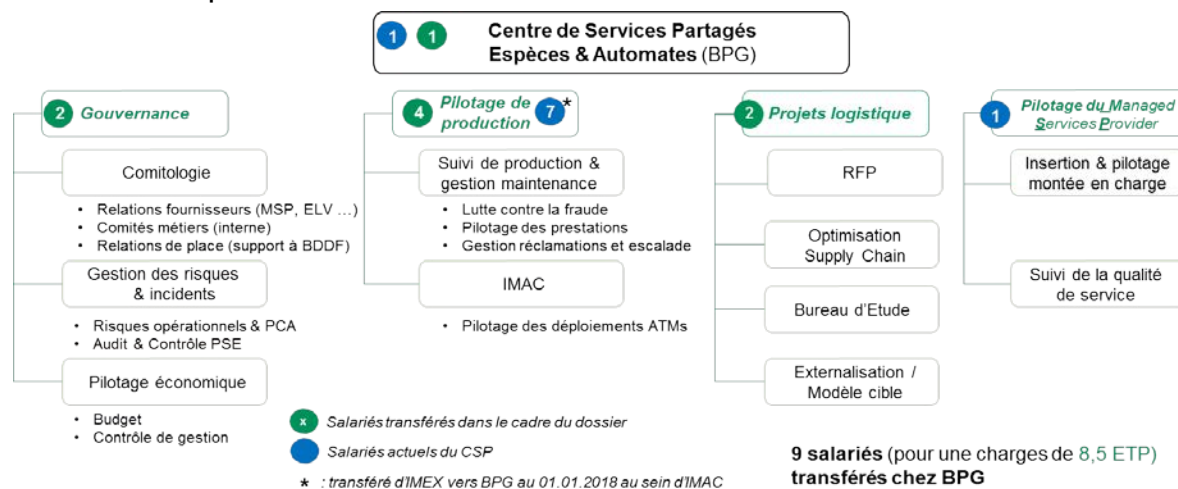 1 1 Centre de Services Partagés
Espèces & Automates (BPG)
2 Gouvernance
Comitologie
• Relations fournisseurs (MSP, ELV ...)
• Comités métiers (interne)
• Relations de place (support à BDDF)
Gestion des risques
& incidents
• Risques opérationnels & PCA
• Audit & Contrôle PSE
Pilotage économique
• Budget
• Contrôle de gestion
4 Pilotage de
production 7 *
Suivi de production &
gestion maintenance
• Lutte contre la fraude
• Pilotage des prestations
• Gestion réclamations et escalade
IMAC
• Pilotage des déploiements ATMs
2 Projets logistique
RFP
Optimisation
Supply Chain
Bureau d'Etude
Externalisation /
Modèle cible
1 Pilotage du Managed
Services Provider
Insertion & pilotage
montée en charge
Suivi de la qualité
de service
x Salariés transférés dans le cadre du dossier
Salariés actuels du CSP
* : transféré d'IMEX vers BPG au 01.01.2018 au sein d'IMAC
9 salariés (pour une charges de 8,5 ETP)
transférés chez BPG